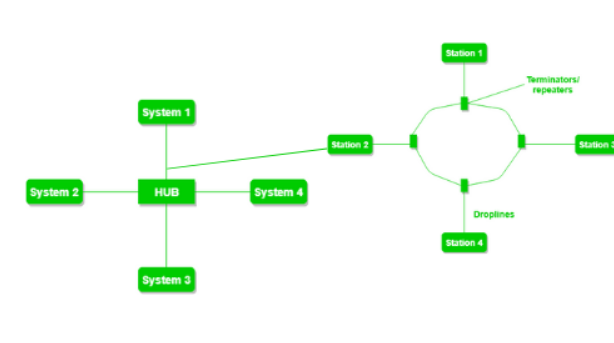 Station 1
Terminators/
repeaters
System 1
Station 2
Station 3
System 2
HUB
System 4
Droplines
Station 4
System 3